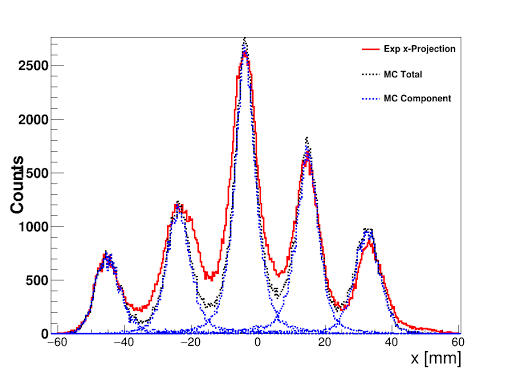 Exp x-Projection
MC Total
MC Component
Counts
2500
2000
1500
1000
500
0
−60 −40 −20 0 20 40 60
x [mm]